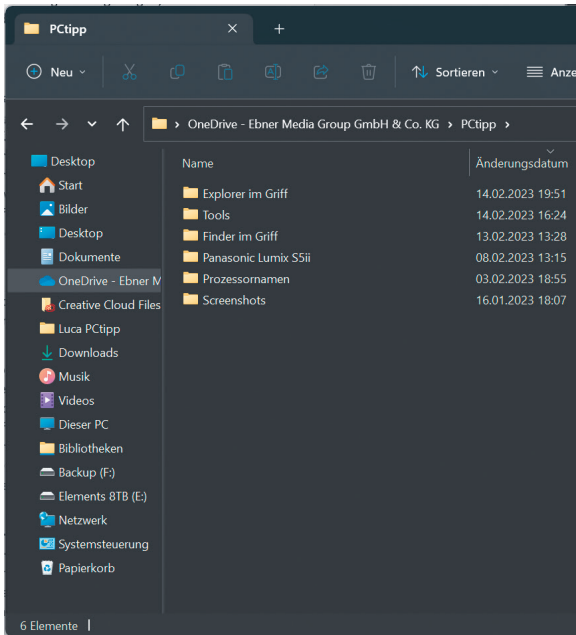 PCtipp
Neu
Sortieren
Anze
OneDrive - Ebner Media Group GmbH & Co. KG > PCtipp >
Desktop
Start
Bilder
Desktop
Dokumente
OneDrive - Ebner M
Creative Cloud Files
Luca PCtipp
Downloads
Musik
Videos
Dieser PC
Bibliotheken
Backup (F:)
Elements 8TB (E:)
Netzwerk
Systemsteuerung
Papierkorb
Name Änderungsdatum
Explorer im Griff 14.02.2023 19:51
Tools 14.02.2023 16:24
Finder im Griff 13.02.2023 13:28
Panasonic Lumix S5ii 08.02.2023 13:15
Prozessornamen 03.02.2023 18:55
Screenshots 16.01.2023 18:07
6 Elemente